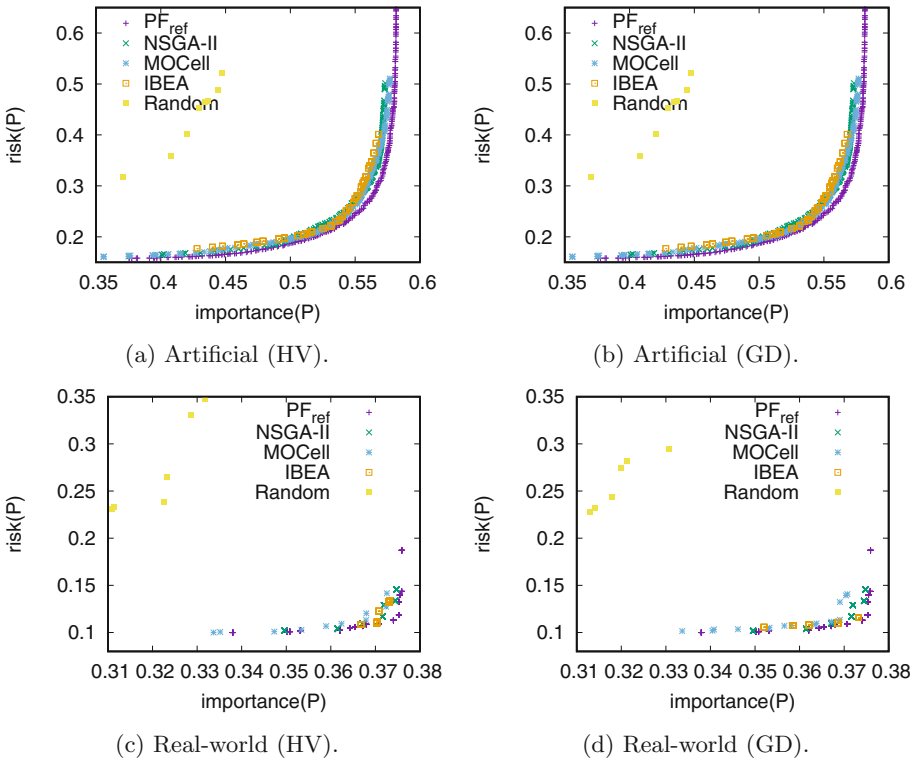 0.6
0.5
0.4
0.3
0.2
0.35 0.4 0.45 0.5 0.55 0.6
risk(P)
importance(P)
PFref
NSGA-II
MOCell
IBEA
Random
(a) Artificial (HV).
0.6
0.5
0.4
0.3
0.2
0.35 0.4 0.45 0.5 0.55 0.6
risk(P)
importance(P)
PFref
NSGA-II
MOCell
IBEA
Random
(b) Artificial (GD).
0.35
0.3
0.25
0.2
0.15
0.1
0.31 0.32 0.33 0.34 0.35 0.36 0.37 0.38
risk(P)
importance(P)
PFref
NSGA-II
MOCell
IBEA
Random
(c) Real-world (HV).
0.35
0.3
0.25
0.2
0.15
0.1
0.31 0.32 0.33 0.34 0.35 0.36 0.37 0.38
risk(P)
importance(P)
PFref
NSGA-II
MOCell
IBEA
Random
(d) Real-world (GD).